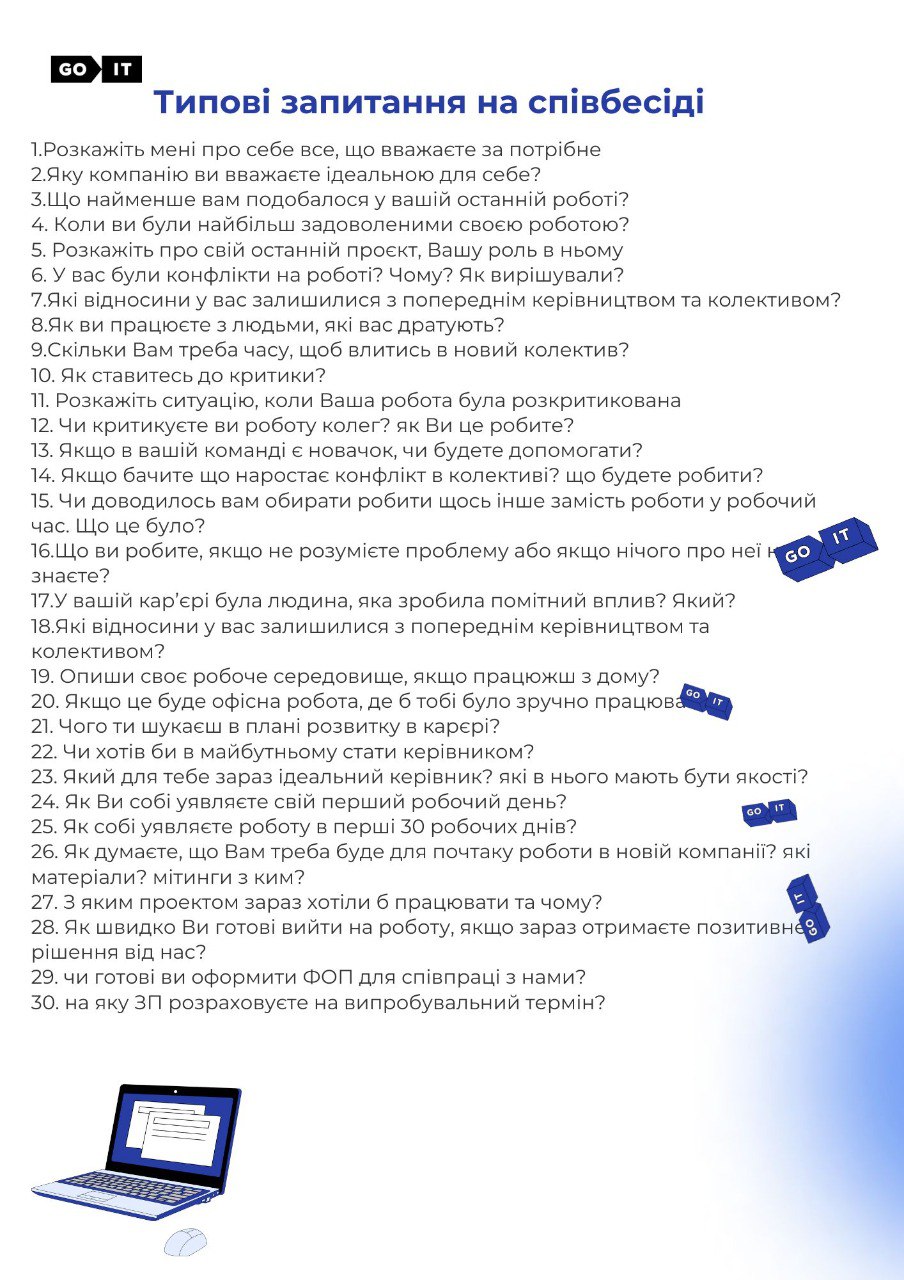 GO IT
Типові запитання на співбесіді
1.Розкажіть мені про себе все, що вважаєте за потрібне
2.Яку компанію ви вважаєте ідеальною для себе?
3.Що найменше вам подобалося у вашій останній роботі?
4. Коли ви були найбільш задоволеними своєю роботою?
5. Розкажіть про свій останній проєкт, Вашу роль в ньому
6. У вас були конфлікти на роботі? Чому? Як вирішували?
7.Які відносини у вас залишилися з попереднім керівництвом та колективом?
8.Як ви працюєте з людьми, які вас дратують?
9.Скільки Вам треба часу, щоб влитись в новий колектив?
10. Як ставитесь до критики?
11. Розкажіть ситуацію, коли Ваша робота була розкритикована
12. Чи критикуєте ви роботу колег? як Ви це робите?
13. Якщо в вашій команді є новачок, чи будете допомогати?
14. Якщо бачите що наростає конфлікт в колективі? що будете робити?
15. Чи доводилось вам обирати робити щось інше замість роботи у робочий
час. Що це було?
16.Що ви робите, якщо не розумієте проблему або якщо нічого про неї
GO IT
знаєте?
17.У вашій кар’єрі була людина, яка зробила помітний вплив? Який?
18.Які відносини у вас залишилися з попереднім керівництвом та
колективом?
19. Опиши своє робоче середовище, якщо працюжш з дому?
20. Якщо це буде офісна робота, де б тобі було зручно працюва
GO IT
21. Чого ти шукаєш в плані розвитку в карєрі?
22. Чи хотів би в майбутньому стати керівником?
23. Який для тебе зараз ідеальний керівник? які в нього мають бути якості?
24. Як Ви собі уявляєте свій перший робочий день?
GO IT
25. Як собі уявляєте роботу в перші 30 робочих днів?
26. Як думаєте, що Вам треба буде для почтаку роботи в новій компанії? які
матеріали? мітинги з ким?
27. З яким проектом зараз хотіли б працювати та чому?
GO IT
28. Як швидко Ви готові вийти на роботу, якщо зараз отримаєте позитивне
рішення від нас?
29. чи готові ви оформити ФОП для співпраці з нами?
30. на яку ЗП розраховуєте на випробувальний термін?